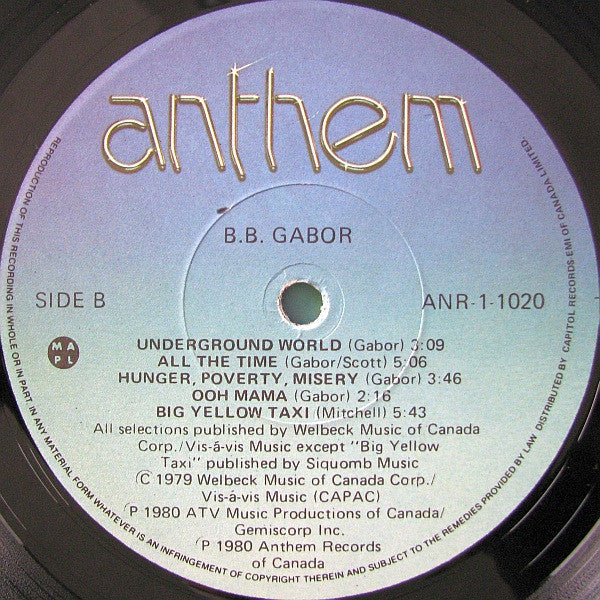 anthem
B.B. GABOR
SIDE B
ANR-1-1020
M A
P L
UNDERGROUND WORLD (Gabor) 3:09
ALL THE TIME (Gabor/Scott) 5:06
HUNGER, POVERTY, MISERY (Gabor) 3:46
OOH MAMA (Gabor) 2:16
BIG YELLOW TAXI (Mitchell) 5:43
All selections published by Welbeck Music of Canada
Corp./Vis-á-vis Music except "Big Yellow
Taxi" published by Siquomb Music
© 1979 Welbeck Music of Canada Corp./
Vis-á-vis Music (CAPAC)
℗ 1980 ATV Music Productions of Canada/
Gemiscorp Inc.
℗ 1980 Anthem Records
of Canada
REPRODUCTION OF THIS RECORDING IN WHOLE OR IN PART, IN ANY MATERIAL FORM WHATEVER IS AN INFRINGEMENT OF COPYRIGHT THEREIN AND SUBJECT TO THE REMEDIES PROVIDED BY LAW. DISTRIBUTED BY CAPITOL RECORDS-EMI OF CANADA LIMITED.